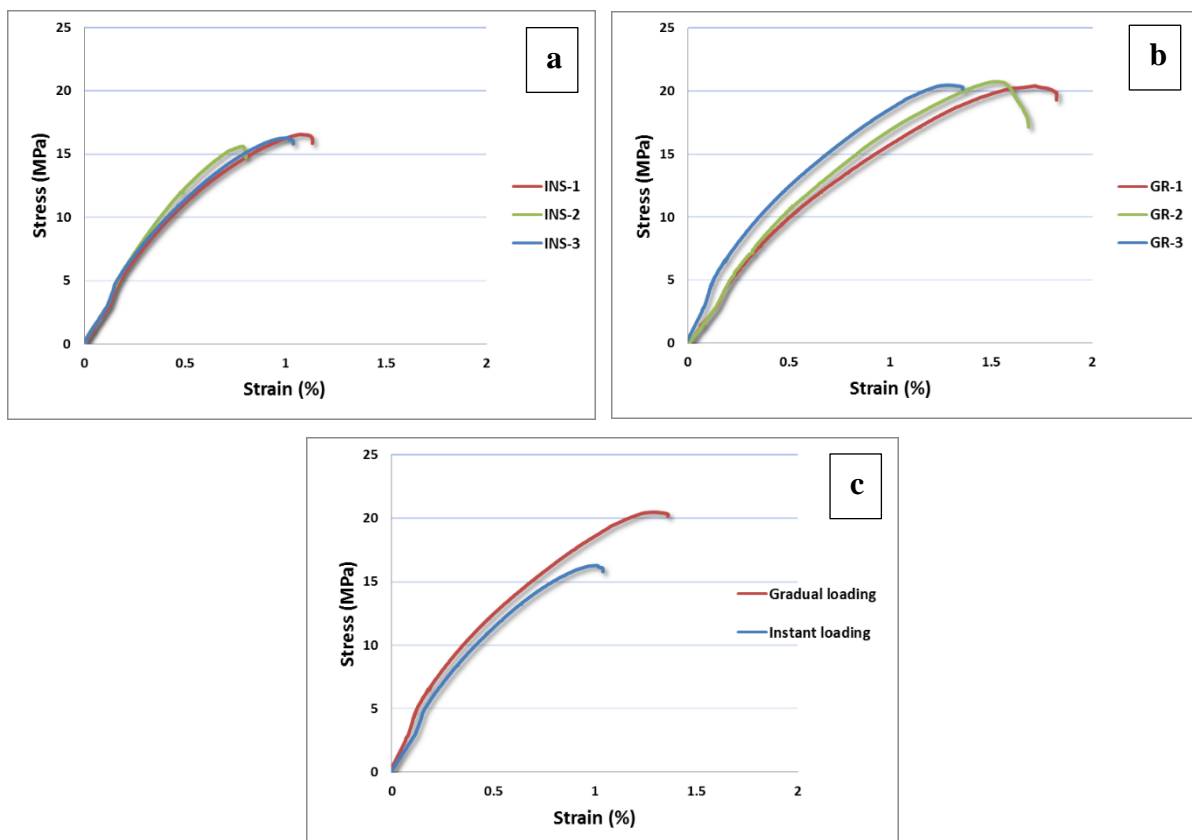 a
25
20
15
10
5
0
Stress (MPa)
0 0.5 1 1.5 2
Strain (%)
INS-1
INS-2
INS-3
b
25
20
15
10
5
0
Stress (MPa)
0 0.5 1 1.5 2
Strain (%)
GR-1
GR-2
GR-3
c
25
20
15
10
5
0
Stress (MPa)
0 0.5 1 1.5 2
Strain (%)
Gradual loading
Instant loading